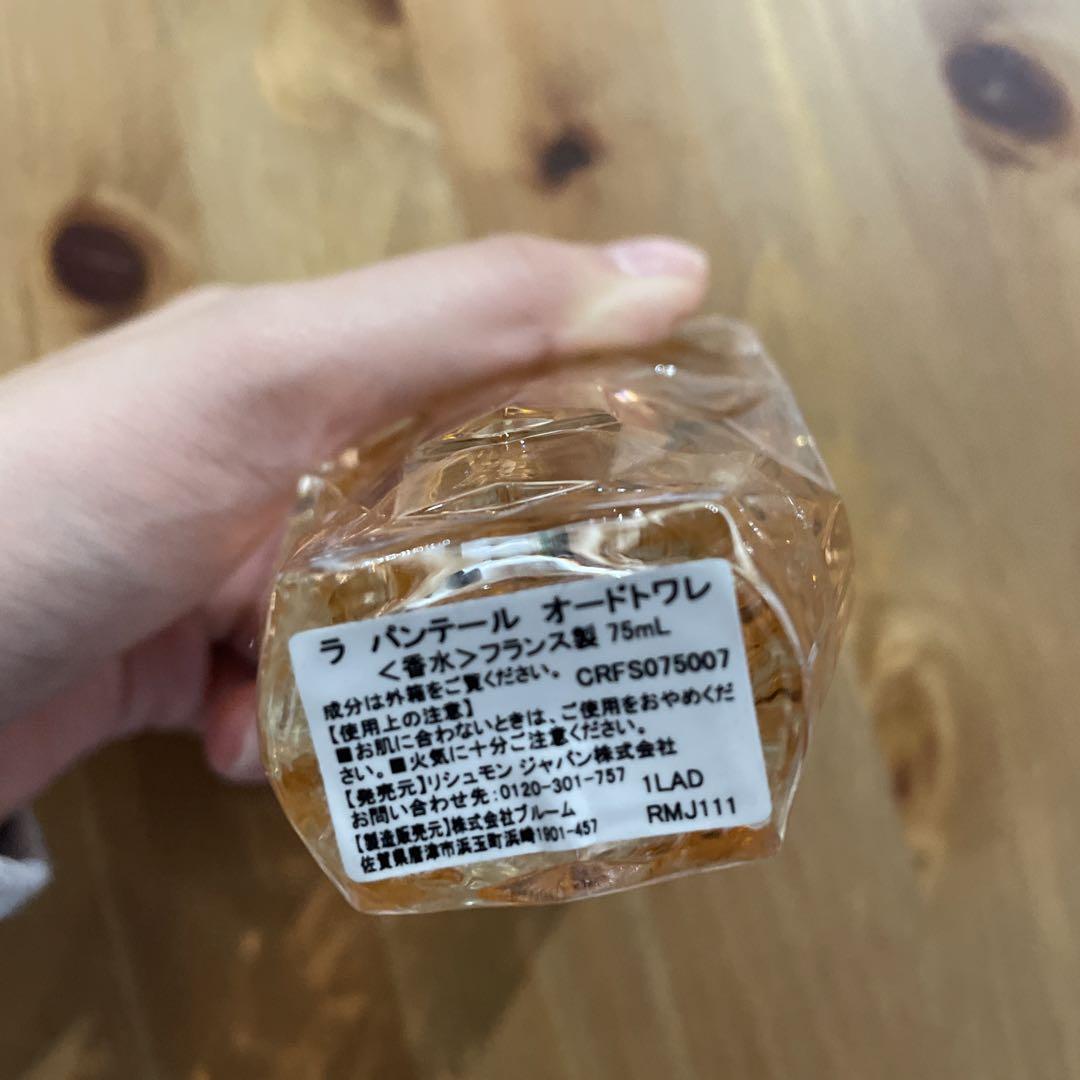 ラ パンテール オードトワレ
＜香水＞フランス製 75mL
成分は外箱をご覧ください。 CRFS075007
【使用上の注意】
■お肌に合わないときは、ご使用をおやめくだ
さい。■火気に十分ご注意ください。
【発売元】リシュモン ジャパン株式会社
お問い合わせ先:0120-301-757 1LAD
【製造販売元】株式会社ブルーム RMJ111
佐賀県唐津市浜玉町浜崎1901-457